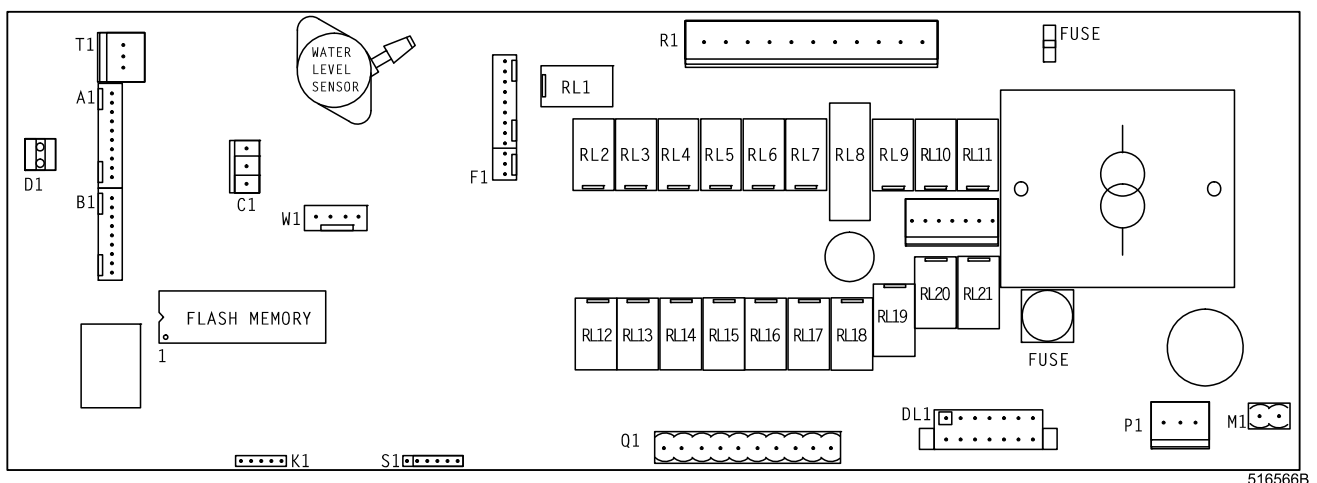 T1
WATER
LEVEL
SENSOR
R1
FUSE
A1
RL1
D1
RL2 RL3 RL4 RL5 RL6 RL7 RL8 RL9 RL10 RL11
F1
B1
C1
W1
FLASH MEMORY
1
RL12 RL13 RL14 RL15 RL16 RL17 RL18 RL19 RL20 RL21
FUSE
DL1
P1
M1
Q1
K1
S1
516566B